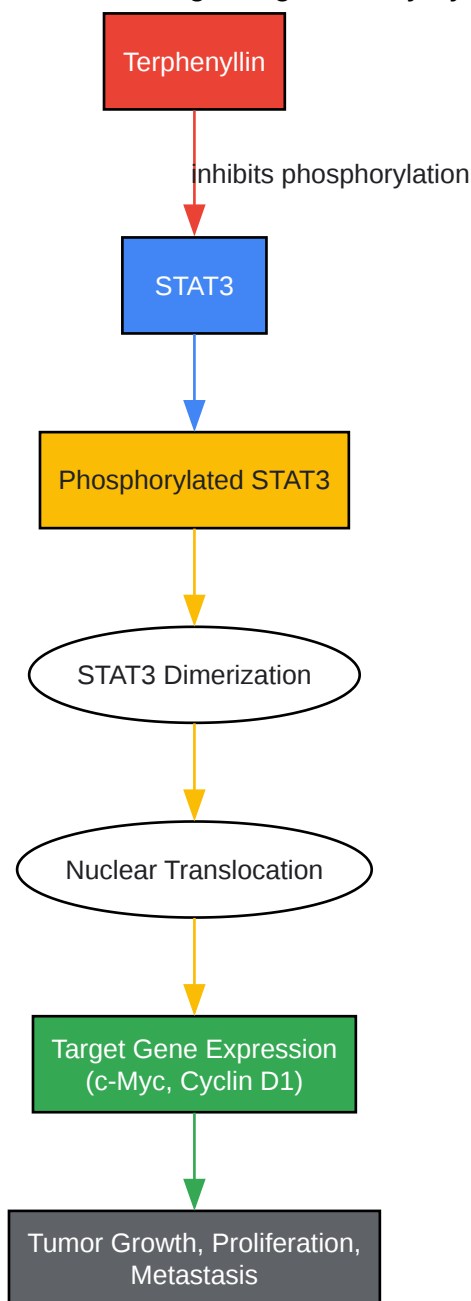 Terphenyllin
inhibits phosphorylation
STAT3
Phosphorylated STAT3
STAT3 Dimerization
Nuclear Translocation
Target Gene Expression
(c-Myc, Cyclin D1)
Tumor Growth, Proliferation,
Metastasis